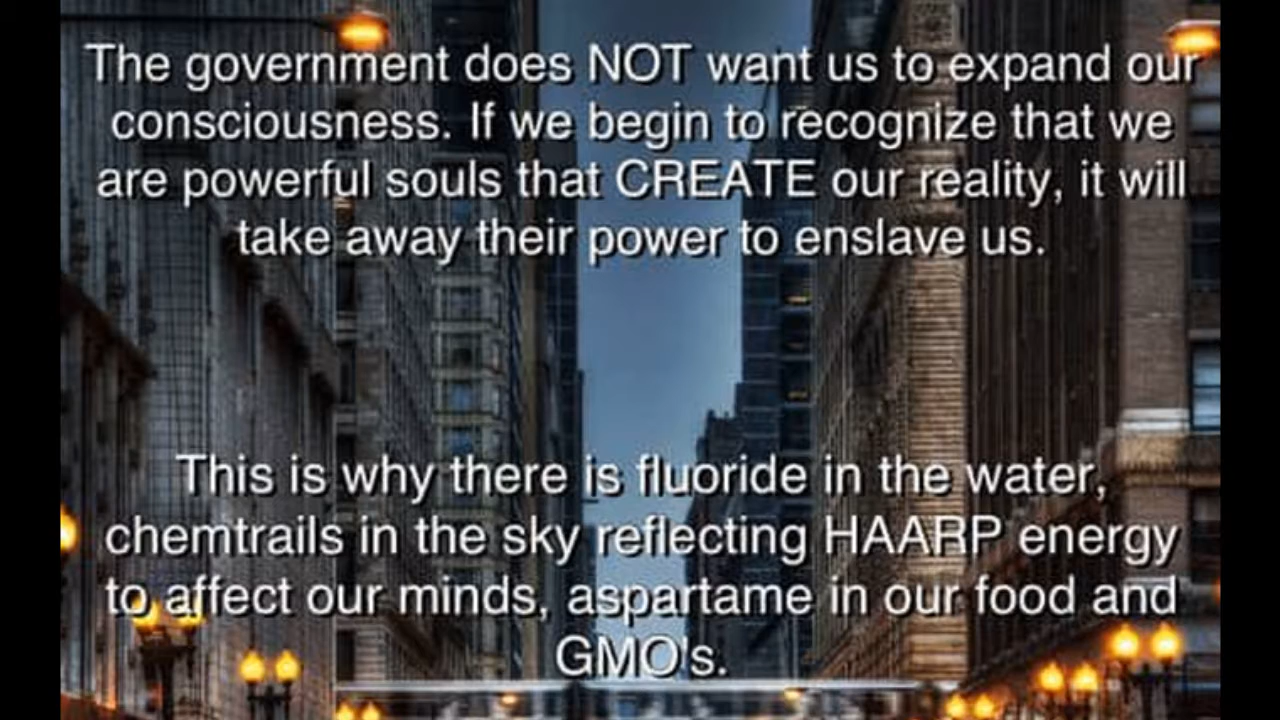 The government does NOT want us to expand our
consciousness. If we begin to recognize that we
are powerful souls that CREATE our reality, it will
take away their power to enslave us.
This is why there is fluoride in the water,
chemtrails in the sky reflecting HAARP energy
to affect our minds, aspartame in our food and
GMO's.